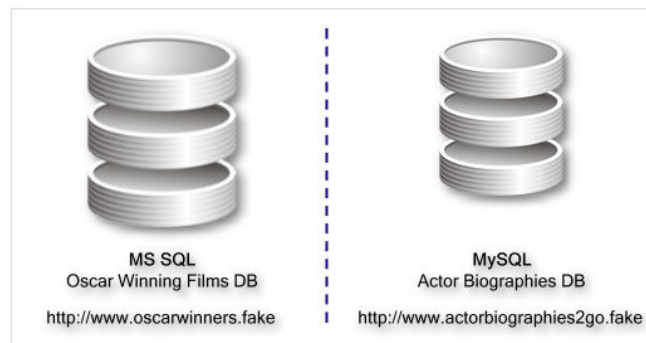 MS SQL
Oscar Winning Films DB
http://www.oscarwinners.fake
MySQL
Actor Biographies DB
http://www.actorbiographies2go.fake